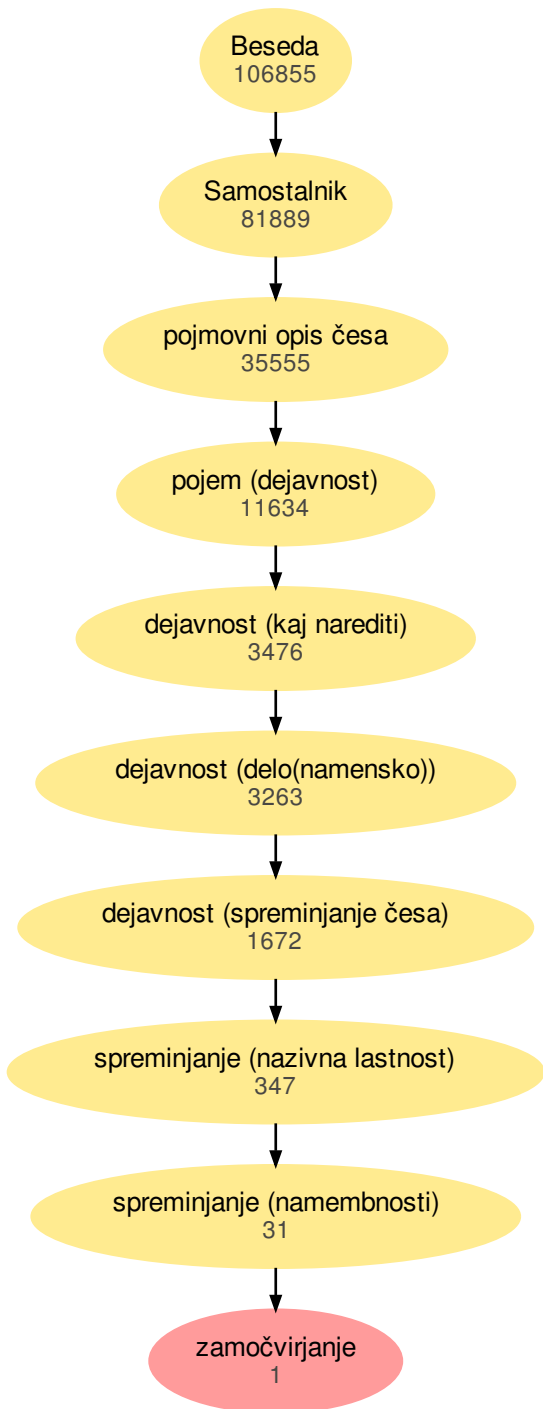 Beseda
106855
Samostalnik
81889
pojmovni opis česa
35555
pojem (dejavnost)
11634
dejavnost (kaj narediti)
3476
dejavnost (delo(namensko))
3263
dejavnost (spreminjanje česa)
1672
spreminjanje (nazivna lastnost)
347
spreminjanje (namembnosti)
31
zamočvirjanje
1